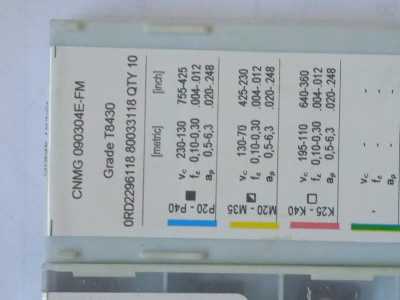 CNMG 090304E-FM
Grade T8430
0RD2296118 80033118 QTY 10
[metric] [inch]
P20 - P40
vc 230-130 755-425
fz 0,10-0,30 .004-.012
ap 0,5-6,3 .020-.248
M20 - M35
vc 130-70 425-230
fz 0,10-0,30 .004-.012
ap 0,5-6,3 .020-.248
K25 - K40
vc 195-110 640-360
fz 0,10-0,30 .004-.012
ap 0,5-6,3 .020-.248
-
vc - -
fz - -
ap - -